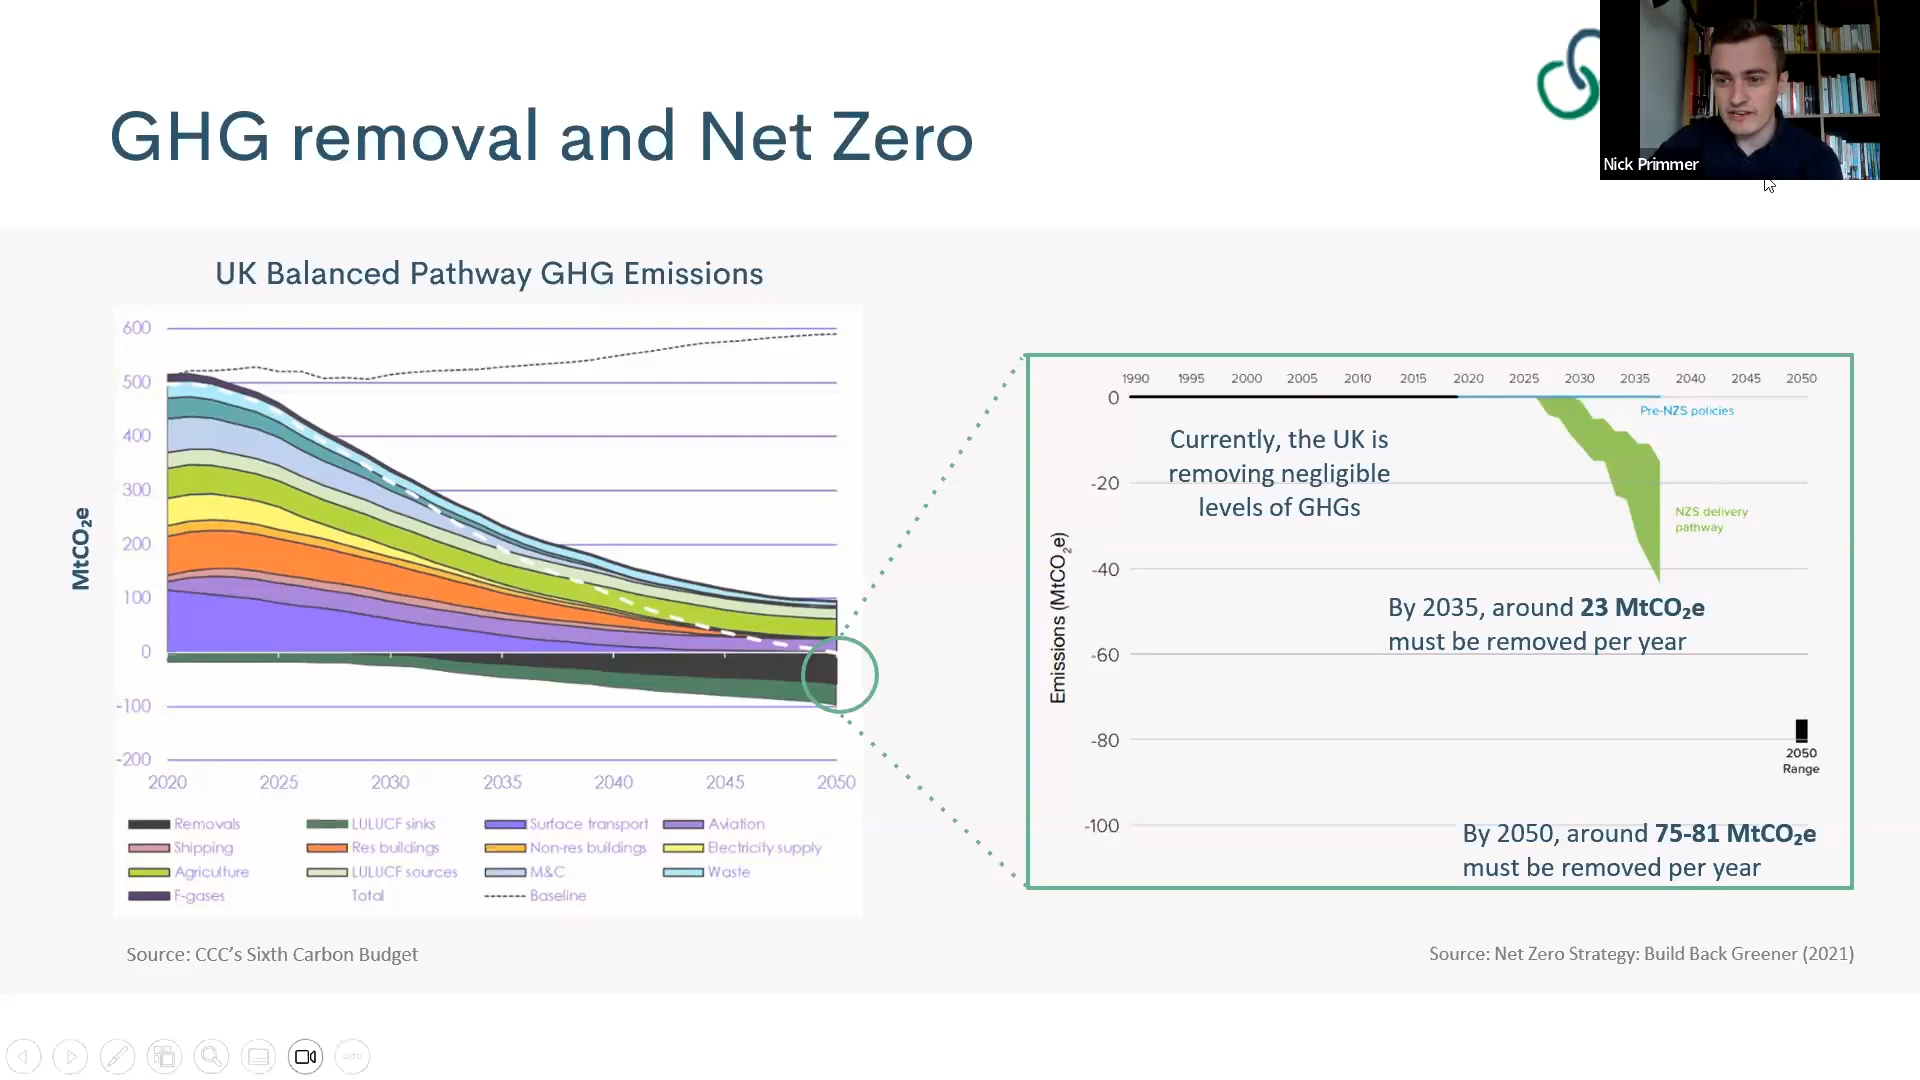 GHG removal and Net Zero
Nick Primmer
UK Balanced Pathway GHG Emissions
MtCO₂e
600
500
400
300
200
100
0
-100
-200
2020 2025 2030 2035 2040 2045 2050
Removals LULUCF sinks Surface transport Aviation
Shipping Res buildings Non-res buildings Electricity supply
Agriculture LULUCF sources M&C Waste
F-gases Total Baseline
Source: CCC’s Sixth Carbon Budget
1990 1995 2000 2005 2010 2015 2020 2025 2030 2035 2040 2045 2050
Emissions (MtCO₂e)
0
-20
-40
-60
-80
-100
Pre-NZS policies
Currently, the UK is
removing negligible
levels of GHGs
NZS delivery
pathway
By 2035, around 23 MtCO₂e
must be removed per year
2050
Range
By 2050, around 75-81 MtCO₂e
must be removed per year
Source: Net Zero Strategy: Build Back Greener (2021)